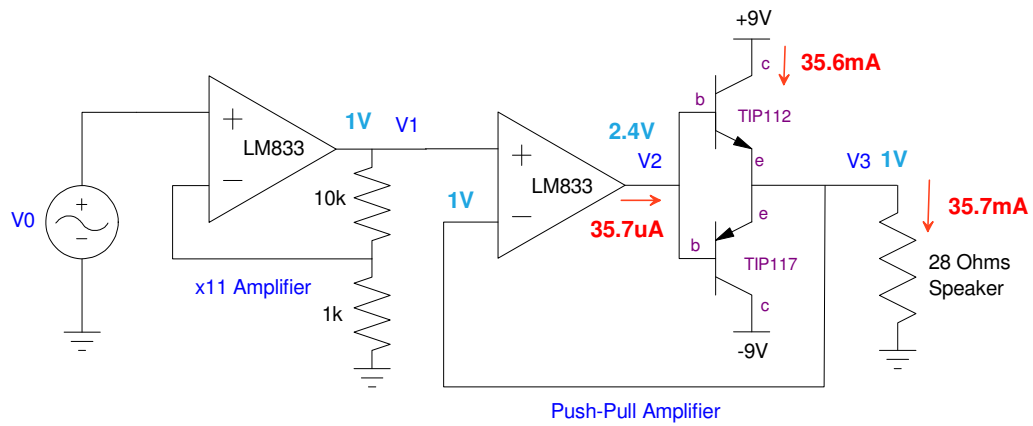 +9V
35.6mA
c
b
TIP112
1V
V1
2.4V
+
+
LM833
LM833
V2
e
V3
1V
V0
+
-
−
10k
1V
−
35.7uA
e
35.7mA
b
TIP117
28 Ohms
Speaker
x11 Amplifier
1k
c
-9V
Push-Pull Amplifier